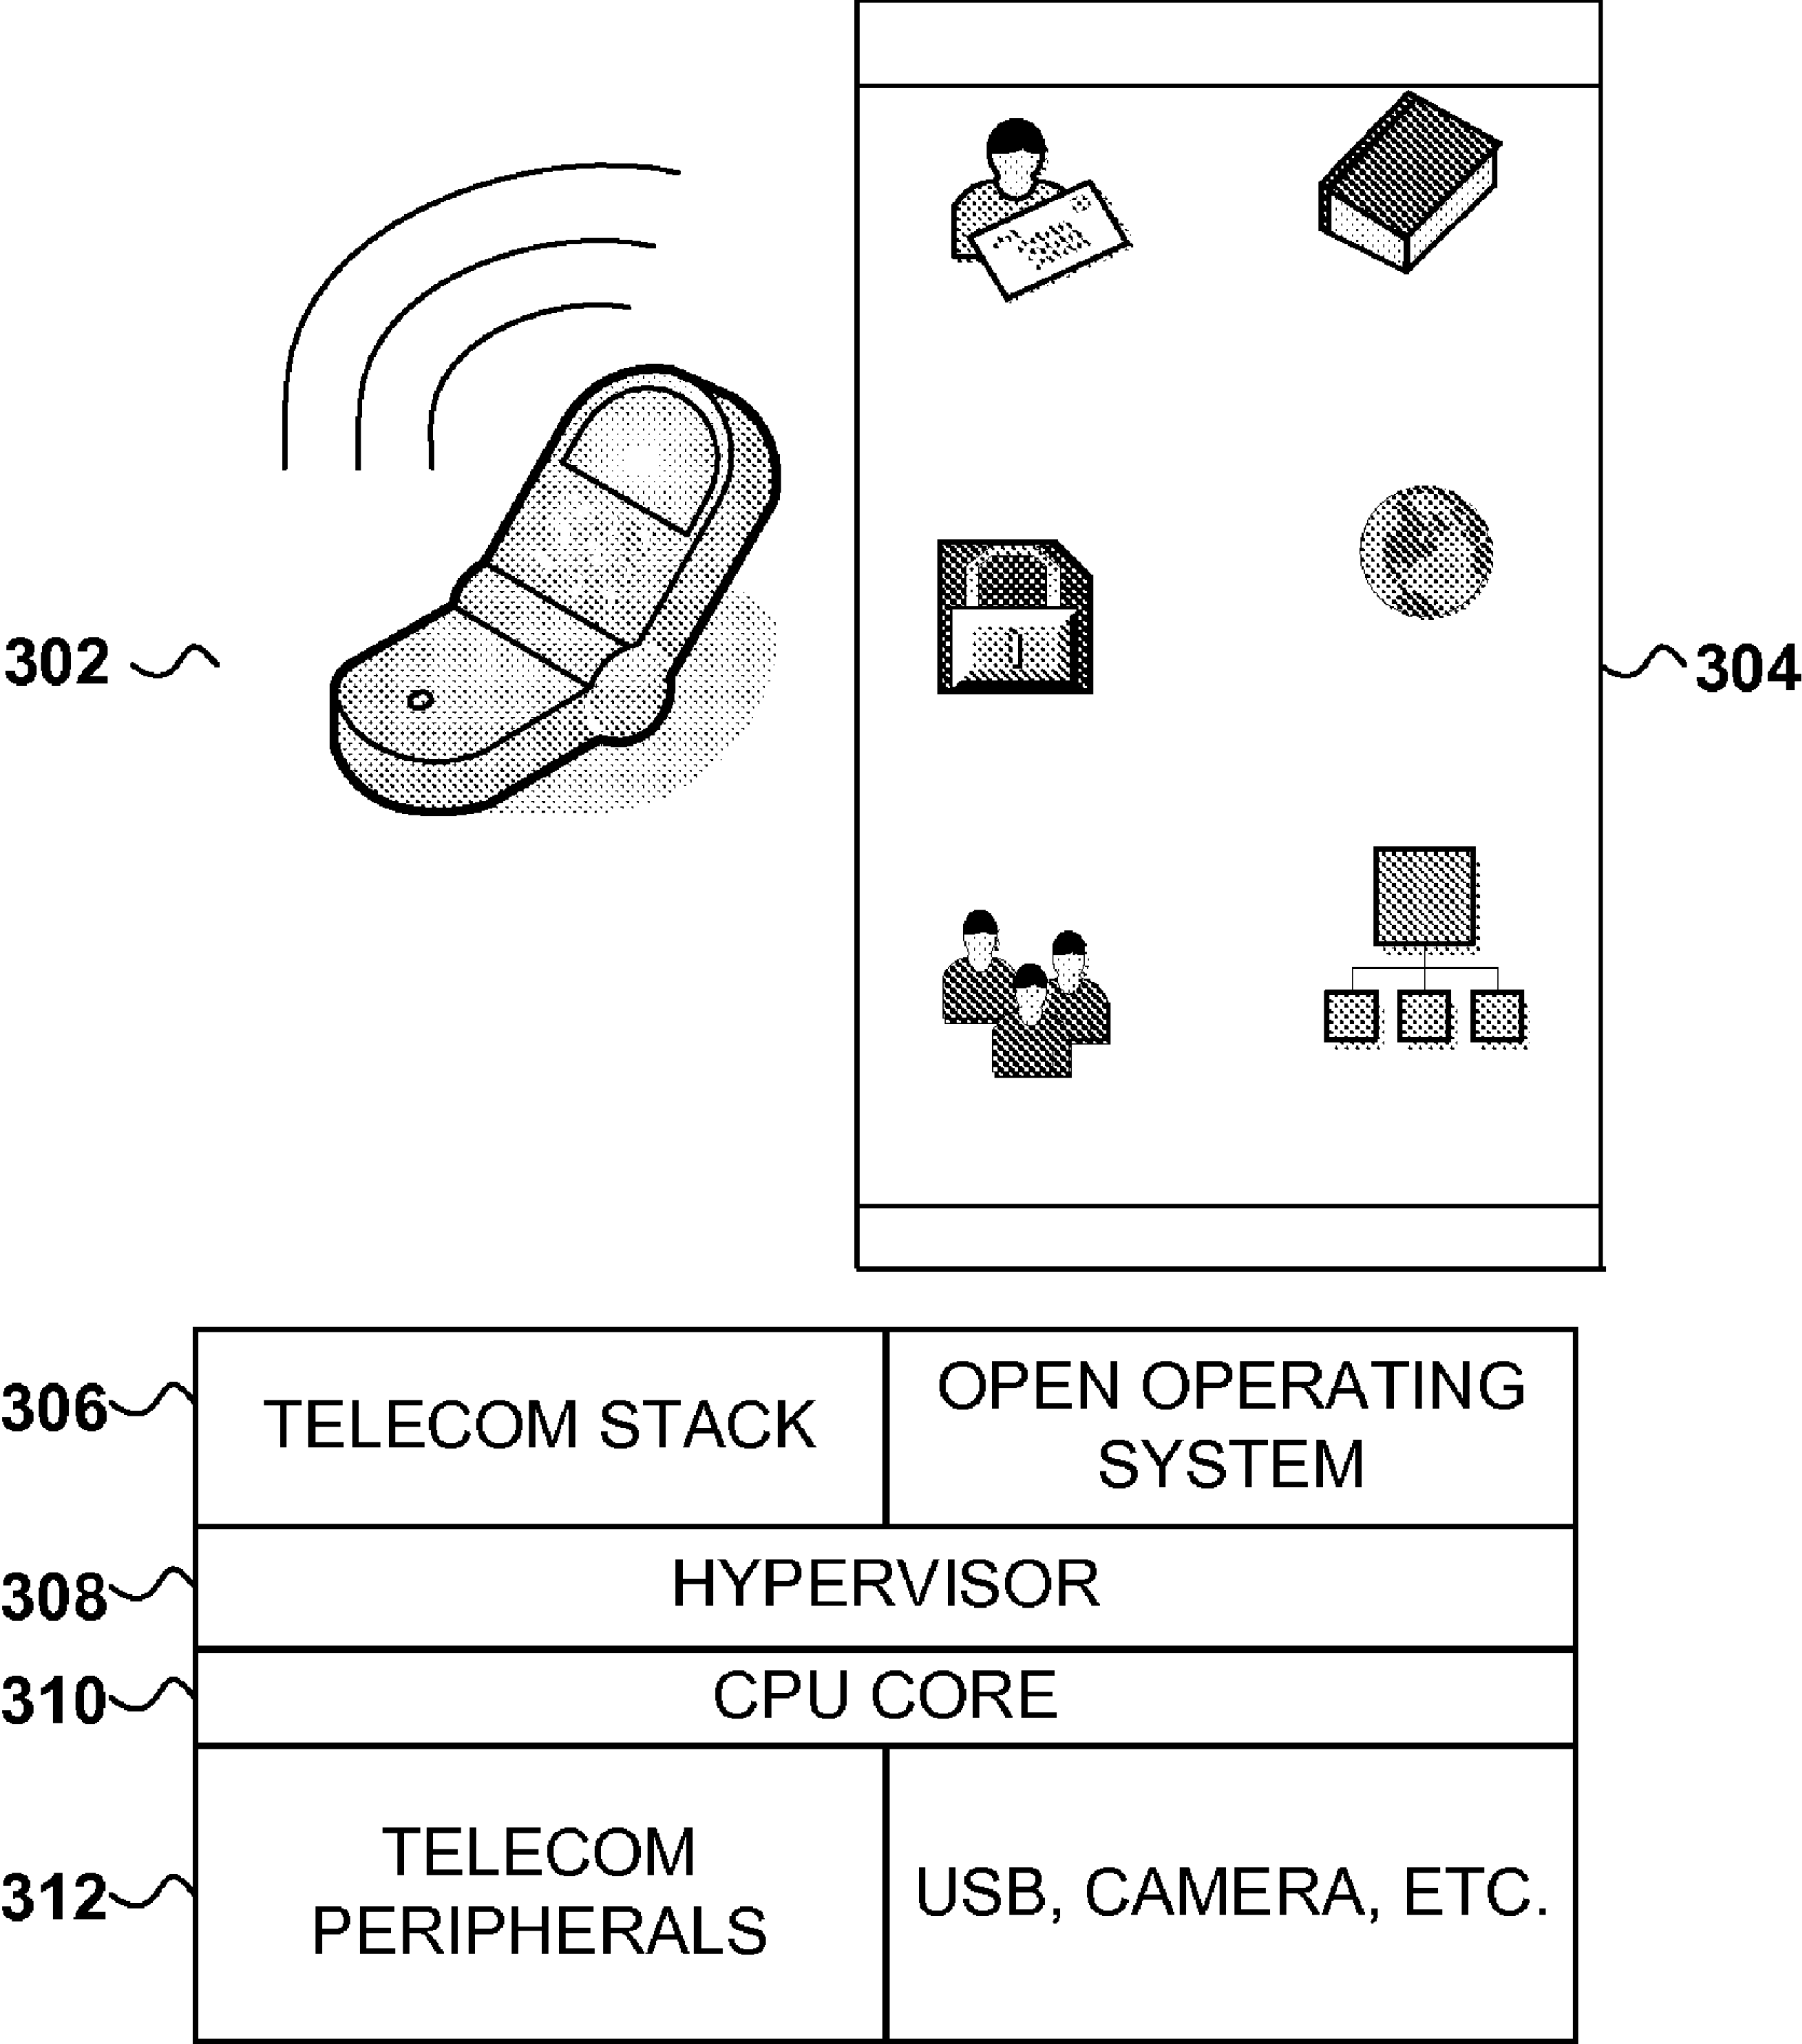 302
304
306
TELECOM STACK
OPEN OPERATING
SYSTEM
308
HYPERVISOR
310
CPU CORE
312
TELECOM
PERIPHERALS
USB, CAMERA, ETC.